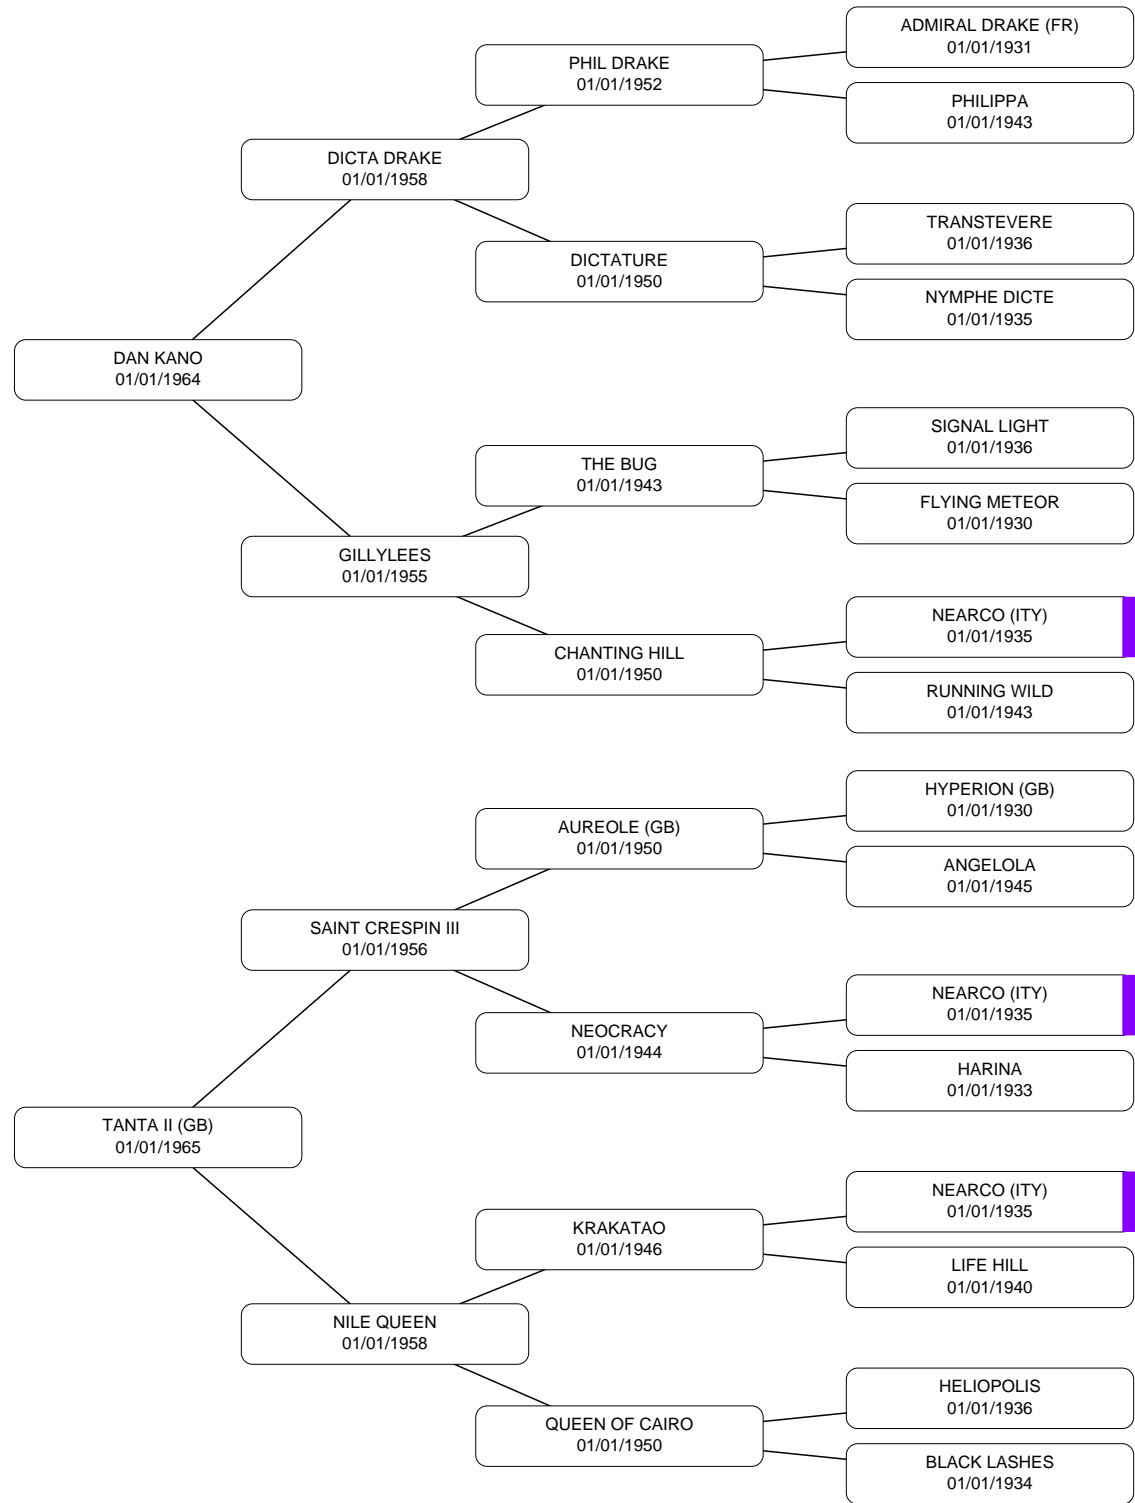 ADMIRAL DRAKE (FR)
01/01/1931
PHIL DRAKE
01/01/1952
PHILIPPA
01/01/1943
DICTA DRAKE
01/01/1958
TRANSTEVERE
01/01/1936
DICTATURE
01/01/1950
NYMPHE DICTE
01/01/1935
DAN KANO
01/01/1964
SIGNAL LIGHT
01/01/1936
THE BUG
01/01/1943
FLYING METEOR
01/01/1930
GILLYLEES
01/01/1955
NEARCO (ITY)
01/01/1935
CHANTING HILL
01/01/1950
RUNNING WILD
01/01/1943
HYPERION (GB)
01/01/1930
AUREOLE (GB)
01/01/1950
ANGELOLA
01/01/1945
SAINT CRESPIN III
01/01/1956
NEARCO (ITY)
01/01/1935
NEOCRACY
01/01/1944
HARINA
01/01/1933
TANTA II (GB)
01/01/1965
NEARCO (ITY)
01/01/1935
KRAKATAO
01/01/1946
LIFE HILL
01/01/1940
NILE QUEEN
01/01/1958
HELIOPOLIS
01/01/1936
QUEEN OF CAIRO
01/01/1950
BLACK LASHES
01/01/1934